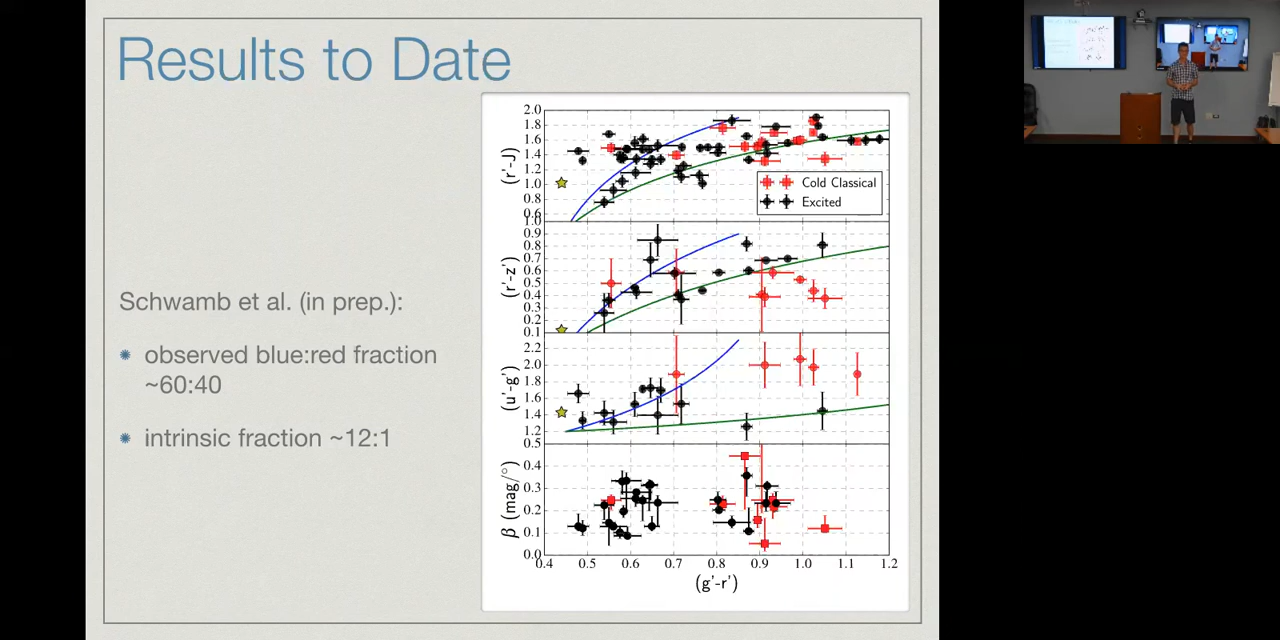 Results to Date
Schwamb et al. (in prep.):
observed blue:red fraction
~60:40
intrinsic fraction ~12:1
(r'-J)
2.0
1.8
1.6
1.4
1.2
1.0
0.8
0.6
Cold Classical
Excited
(r'-z')
1.0
0.9
0.8
0.7
0.6
0.5
0.4
0.3
0.2
0.1
(u'-g')
2.2
2.0
1.8
1.6
1.4
1.2
β (mag/°)
0.5
0.4
0.3
0.2
0.1
0.0
0.4 0.5 0.6 0.7 0.8 0.9 1.0 1.1 1.2
(g'-r')